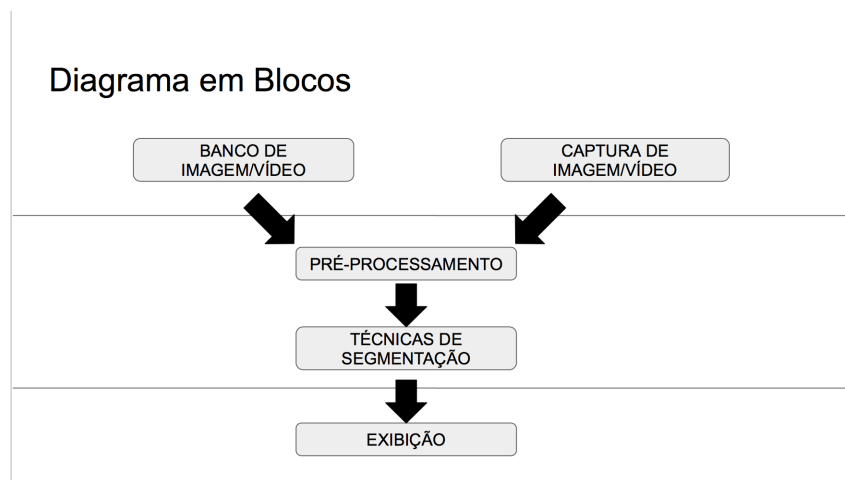 Diagrama em Blocos
BANCO DE
IMAGEM/VÍDEO
CAPTURA DE
IMAGEM/VÍDEO
PRÉ-PROCESSAMENTO
TÉCNICAS DE
SEGMENTAÇÃO
EXIBIÇÃO